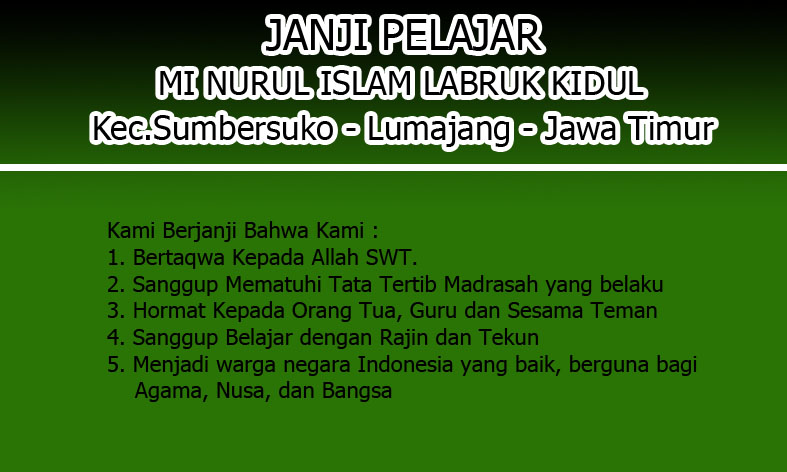 JANJI PELAJAR
MI NURUL ISLAM LABRUK KIDUL
Kec.Sumbersuko - Lumajang - Jawa Timur
Kami Berjanji Bahwa Kami :
1. Bertaqwa Kepada Allah SWT.
2. Sanggup Mematuhi Tata Tertib Madrasah yang belaku
3. Hormat Kepada Orang Tua, Guru dan Sesama Teman
4. Sanggup Belajar dengan Rajin dan Tekun
5. Menjadi warga negara Indonesia yang baik, berguna bagi
Agama, Nusa, dan Bangsa